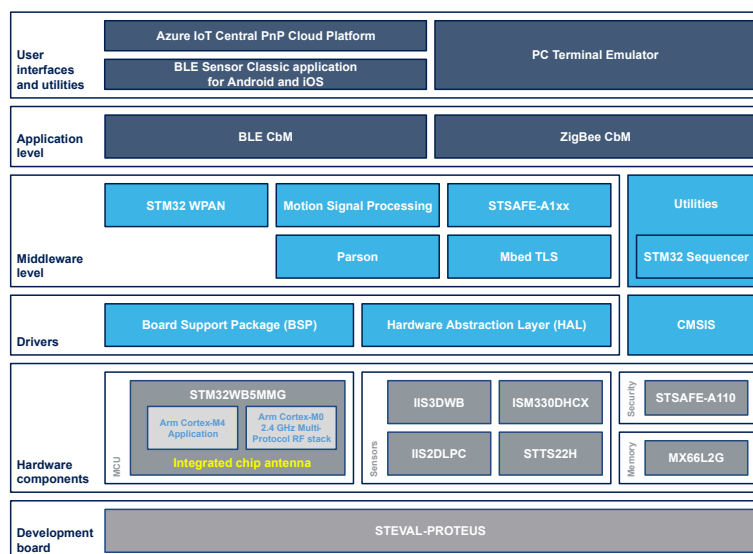 User
interfaces
and utilities
Azure IoT Central PnP Cloud Platform
BLE Sensor Classic application
for Android and iOS
PC Terminal Emulator
Application
level
BLE CbM
ZigBee CbM
Middleware
level
STM32 WPAN
Motion Signal Processing
STSAFE-A1xx
Parson
Mbed TLS
Utilities
STM32 Sequencer
Drivers
Board Support Package (BSP)
Hardware Abstraction Layer (HAL)
CMSIS
Hardware
components
MCU
STM32WB5MMG
Arm Cortex-M4
Application
Arm Cortex-M0
2.4 GHz Multi-
Protocol RF stack
Integrated chip antenna
Sensors
IIS3DWB
ISM330DHCX
IIS2DLPC
STTS22H
Security
STSAFE-A110
Memory
MX66L2G
Development
board
STEVAL-PROTEUS